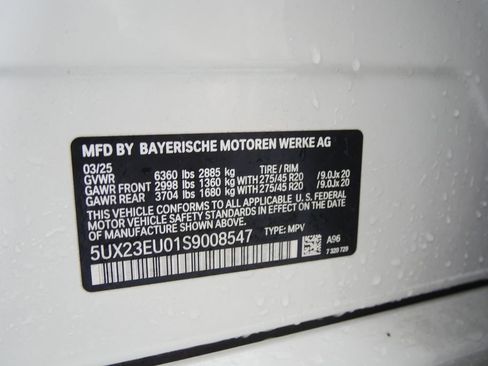 MFD BY BAYERISCHE MOTOREN WERKE AG
03/25
GVWR 6360 lbs 2885 kg TIRE / RIM
GAWR FRONT 2998 lbs 1360 kg WITH 275/45 R20 /9.0Jx 20
GAWR REAR 3704 lbs 1680 kg WITH 275/45 R20 /9.0Jx 20
THIS VEHICLE CONFORMS TO ALL APPLICABLE U.S. FEDERAL
MOTOR VEHICLE SAFETY STANDARDS IN EFFECT ON THE DATE
OF MANUFACTURE SHOWN ABOVE.
5UX23EU01S9008547 TYPE: MPV
A96
7 320 729